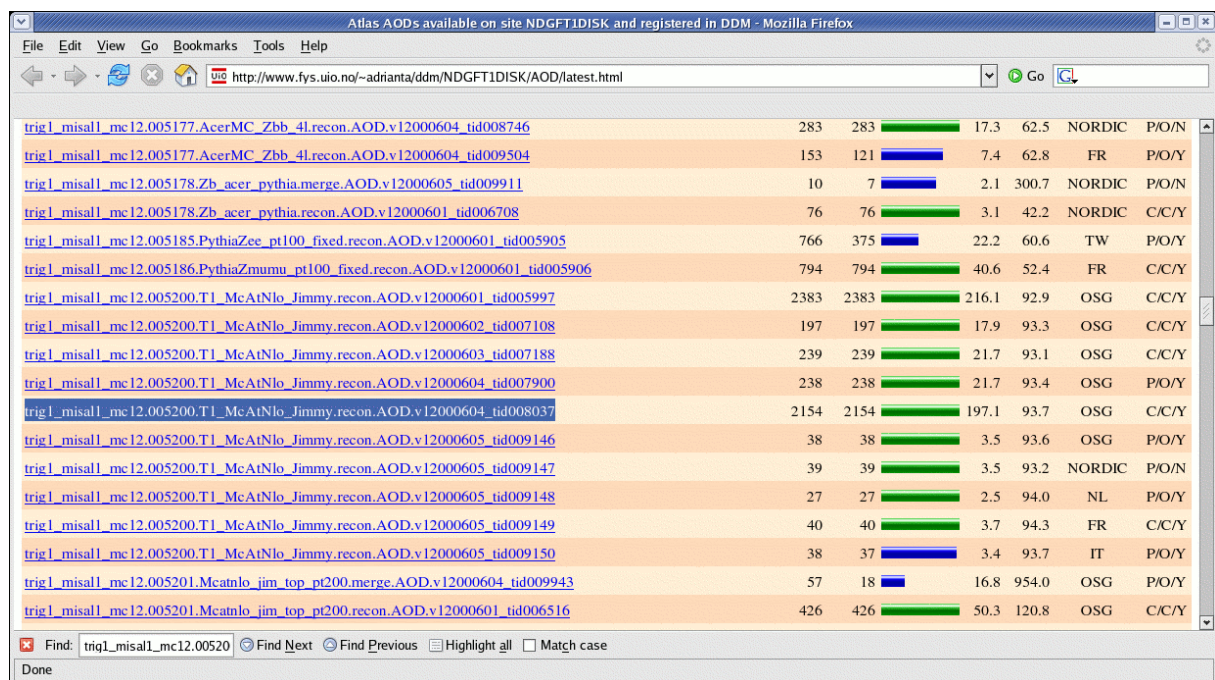 Atlas AODs available on site NDGFT1DISK and registered in DDM - Mozilla Firefox
File Edit View Go Bookmarks Tools Help
UiO http://www.fys.uio.no/~adrianta/ddm/NDGFT1DISK/AOD/latest.html Go G
trig1_misal1_mc12.005177.AcerMC_Zbb_4l.recon.AOD.v12000604_tid008746 283 283 17.3 62.5 NORDIC P/O/N
trig1_misal1_mc12.005177.AcerMC_Zbb_4l.recon.AOD.v12000604_tid009504 153 121 7.4 62.8 FR P/O/Y
trig1_misal1_mc12.005178.Zb_acer_pythia.merge.AOD.v12000605_tid009911 10 7 2.1 300.7 NORDIC P/O/N
trig1_misal1_mc12.005178.Zb_acer_pythia.recon.AOD.v12000601_tid006708 76 76 3.1 42.2 NORDIC C/C/Y
trig1_misal1_mc12.005185.PythiaZee_pt100_fixed.recon.AOD.v12000601_tid005905 766 375 22.2 60.6 TW P/O/Y
trig1_misal1_mc12.005186.PythiaZmumu_pt100_fixed.recon.AOD.v12000601_tid005906 794 794 40.6 52.4 FR C/C/Y
trig1_misal1_mc12.005200.T1_McAtNlo_Jimmy.recon.AOD.v12000601_tid005997 2383 2383 216.1 92.9 OSG C/C/Y
trig1_misal1_mc12.005200.T1_McAtNlo_Jimmy.recon.AOD.v12000602_tid007108 197 197 17.9 93.3 OSG C/C/Y
trig1_misal1_mc12.005200.T1_McAtNlo_Jimmy.recon.AOD.v12000603_tid007188 239 239 21.7 93.1 OSG C/C/Y
trig1_misal1_mc12.005200.T1_McAtNlo_Jimmy.recon.AOD.v12000604_tid007900 238 238 21.7 93.4 OSG P/O/Y
trig1_misal1_mc12.005200.T1_McAtNlo_Jimmy.recon.AOD.v12000604_tid008037 2154 2154 197.1 93.7 OSG C/C/Y
trig1_misal1_mc12.005200.T1_McAtNlo_Jimmy.recon.AOD.v12000605_tid009146 38 38 3.5 93.6 OSG P/O/Y
trig1_misal1_mc12.005200.T1_McAtNlo_Jimmy.recon.AOD.v12000605_tid009147 39 39 3.5 93.2 NORDIC P/O/N
trig1_misal1_mc12.005200.T1_McAtNlo_Jimmy.recon.AOD.v12000605_tid009148 27 27 2.5 94.0 NL P/O/Y
trig1_misal1_mc12.005200.T1_McAtNlo_Jimmy.recon.AOD.v12000605_tid009149 40 40 3.7 94.3 FR C/C/Y
trig1_misal1_mc12.005200.T1_McAtNlo_Jimmy.recon.AOD.v12000605_tid009150 38 37 3.4 93.7 IT P/O/Y
trig1_misal1_mc12.005201.Mcatnlo_jim_top_pt200.merge.AOD.v12000604_tid009943 57 18 16.8 954.0 OSG P/O/Y
trig1_misal1_mc12.005201.Mcatnlo_jim_top_pt200.recon.AOD.v12000601_tid006516 426 426 50.3 120.8 OSG C/C/Y
Find: trig1_misal1_mc12.00520 Find Next Find Previous Highlight all Match case
Done